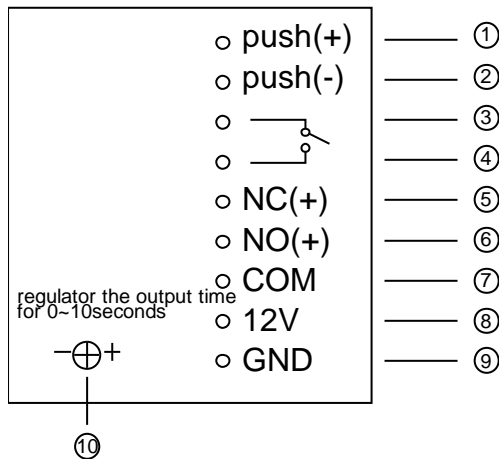 push(+) ①
push(-) ②
③
④
NC(+) ⑤
NO(+) ⑥
COM ⑦
regulator the output time
for 0~10seconds
12V ⑧
- +
GND ⑨
⑩